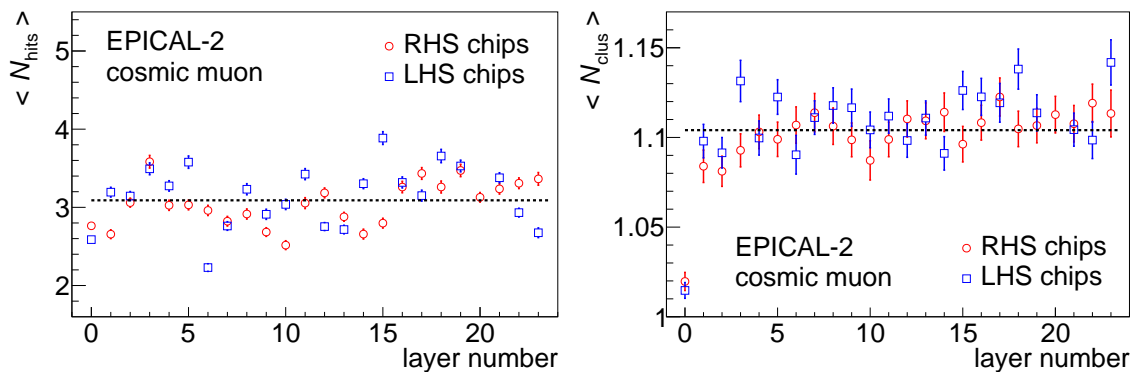 < N_hits >
5
4
3
2
EPICAL-2
cosmic muon
RHS chips
LHS chips
0 5 10 15 20
layer number
< N_clus >
1.15
1.1
1.05
1
EPICAL-2
cosmic muon
RHS chips
LHS chips
0 5 10 15 20
layer number